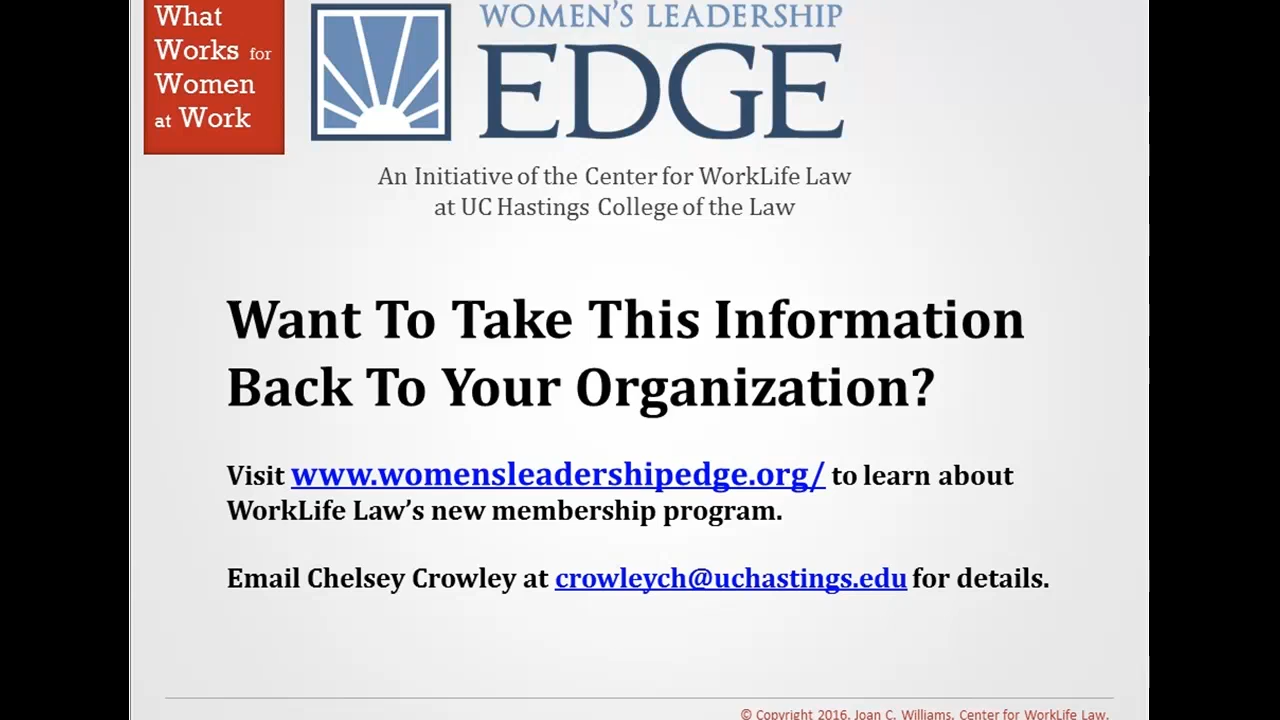 What
Works for
Women
at Work
WOMEN'S LEADERSHIP
EDGE
An Initiative of the Center for WorkLife Law
at UC Hastings College of the Law
Want To Take This Information
Back To Your Organization?
Visit www.womensleadershipedge.org/ to learn about
WorkLife Law's new membership program.
Email Chelsey Crowley at crowleych@uchastings.edu for details.
© Copyright 2016. Joan C. Williams. Center for WorkLife Law.